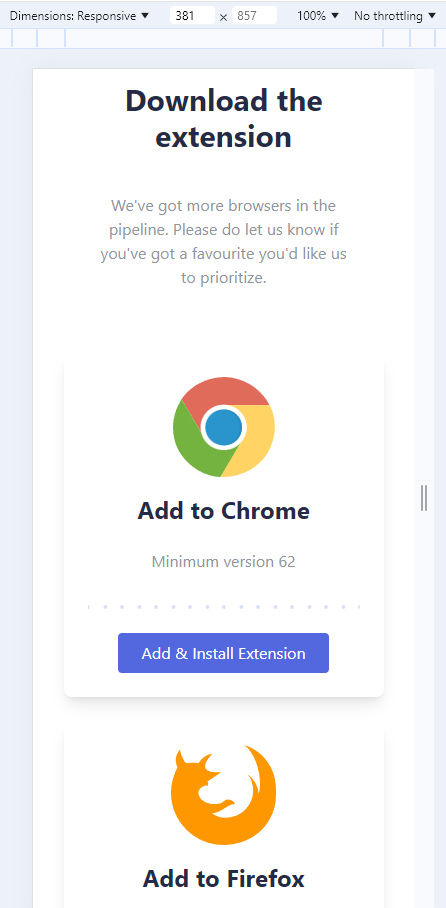 Dimensions: Responsive ▼ 381 × 857 100% ▼ No throttling ▼
Download the
extension
We've got more browsers in the
pipeline. Please do let us know if
you've got a favourite you'd like us
to prioritize.
Add to Chrome
Minimum version 62
Add & Install Extension
Add to Firefox